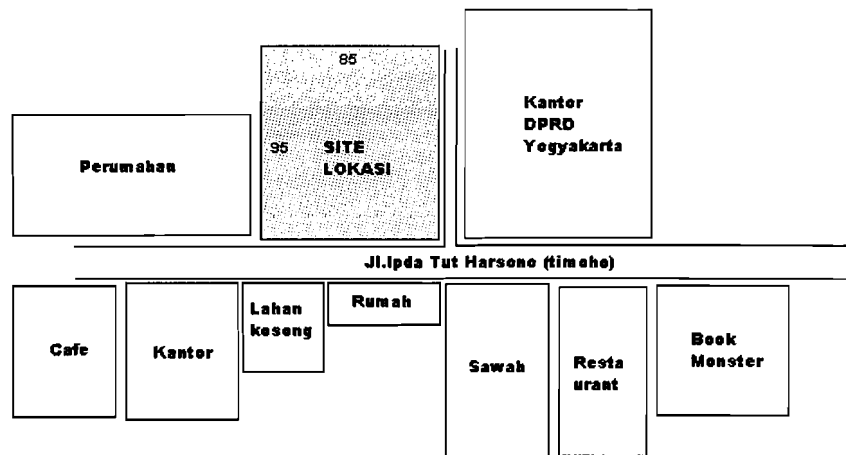 85
Kantor
DPRD
Yogyakarta
95
SITE
LOKASI
Perumahan
Jl.Ipda Tut Harsono (timoho)
Cafe
Kantor
Lahan
kosong
Rumah
Sawah
Resta
urant
Book
Monster